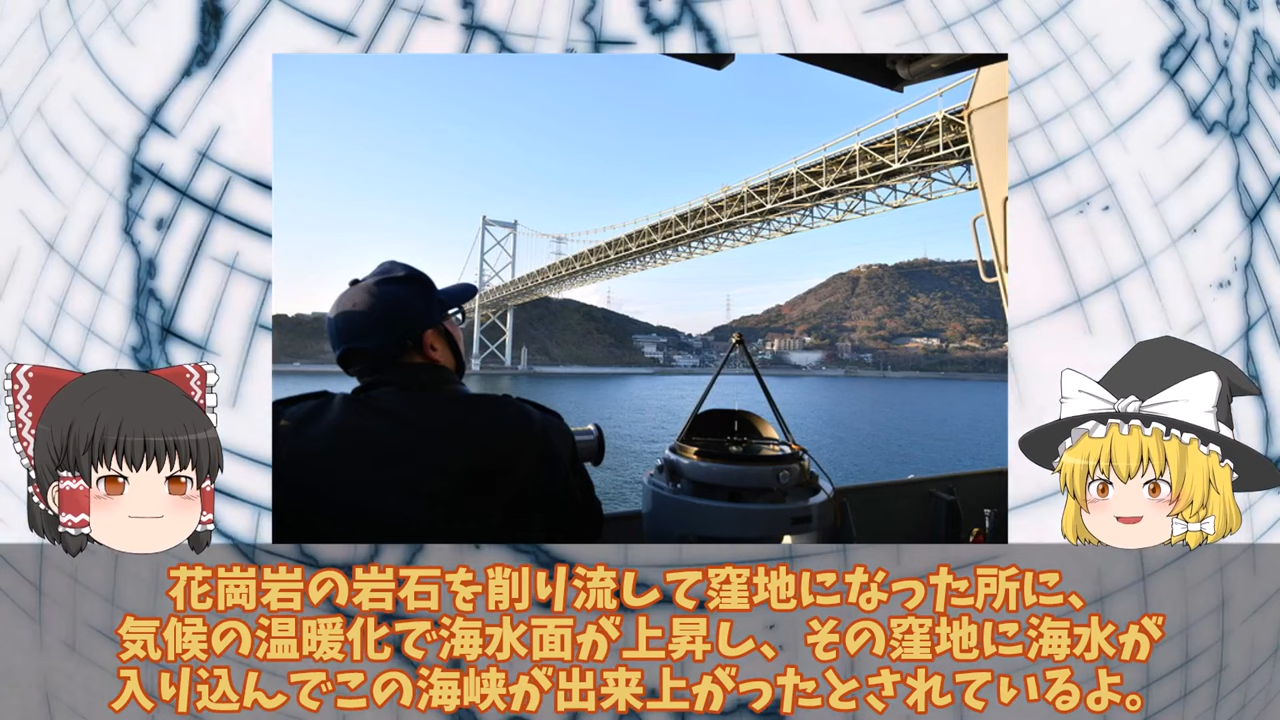 花崗岩の岩石を削り流して窪地になった所に、
気候の温暖化で海水面が上昇し、その窪地に海水が
入り込んでこの海峡が出来上がったとされているよ。